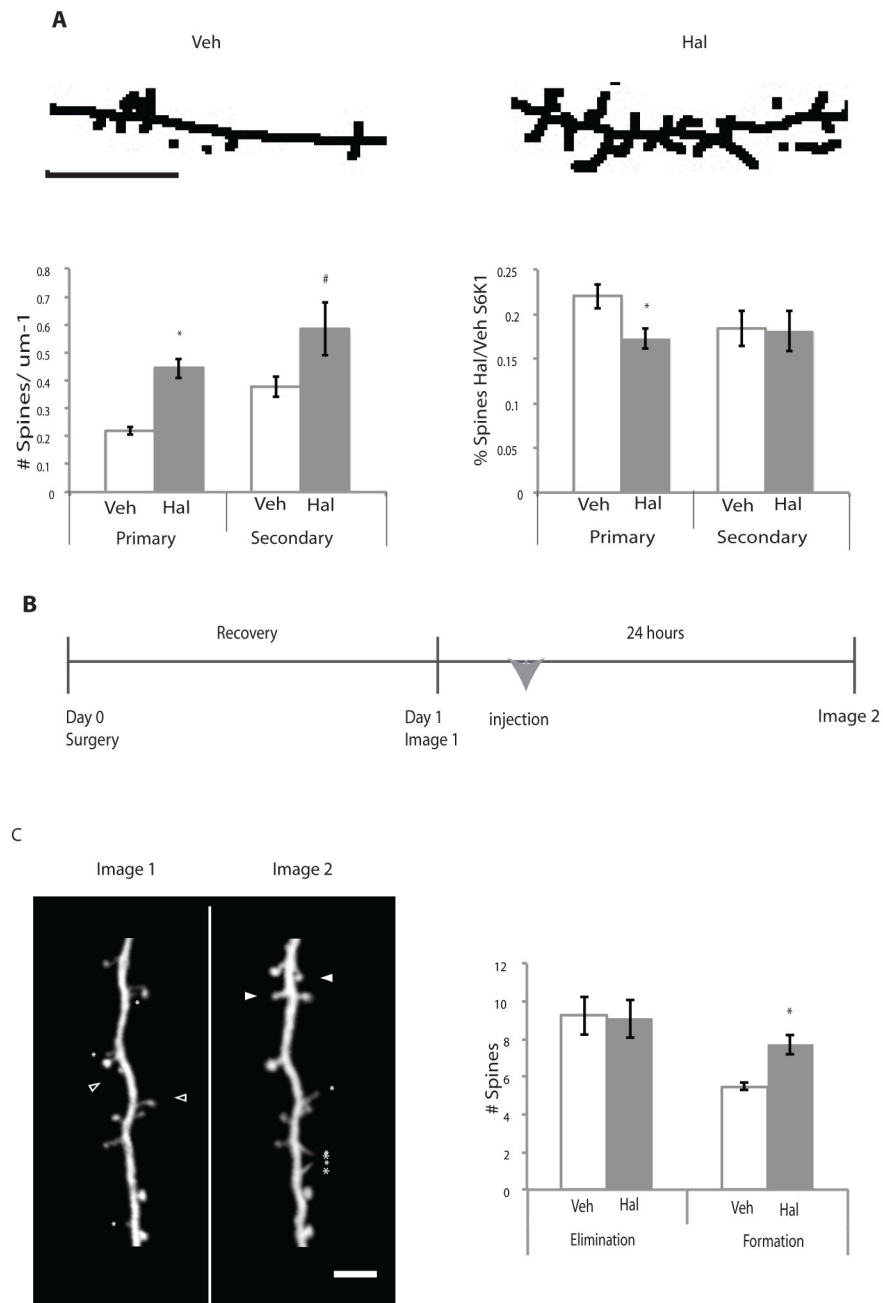 A
Veh
Hal
# Spines/ um-1
0.8
0.7
0.6
0.5
0.4
0.3
0.2
0.1
0
*
#
Veh Hal Veh Hal
Primary Secondary
% Spines Hal/Veh S6K1
0.25
0.2
0.15
0.1
0.05
0
*
Veh Hal Veh Hal
Primary Secondary
B
Recovery
24 hours
Day 0
Surgery
Day 1
Image 1
injection
Image 2
C
Image 1
Image 2
*
*
*
*
***
# Spines
12
10
8
6
4
2
0
*
Veh Hal Veh Hal
Elimination Formation